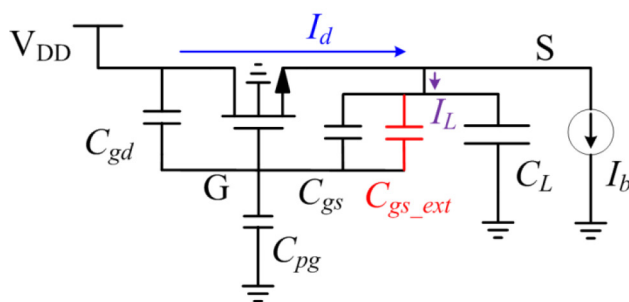 V_DD
I_d
S
C_gd
I_L
G
C_gs
C_gs_ext
C_L
I_b
C_pg